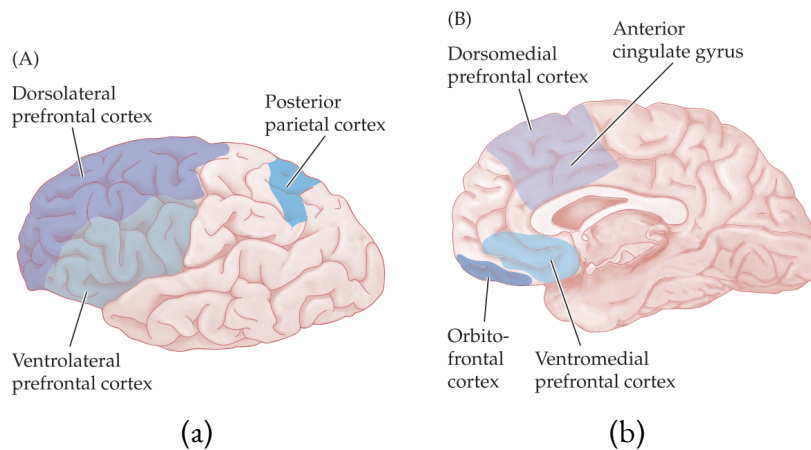 (A)
Dorsolateral
prefrontal cortex
Posterior
parietal cortex
Ventrolateral
prefrontal cortex
(a)
(B)
Anterior
cingulate gyrus
Dorsomedial
prefrontal cortex
Orbito-
frontal
cortex
Ventromedial
prefrontal cortex
(b)